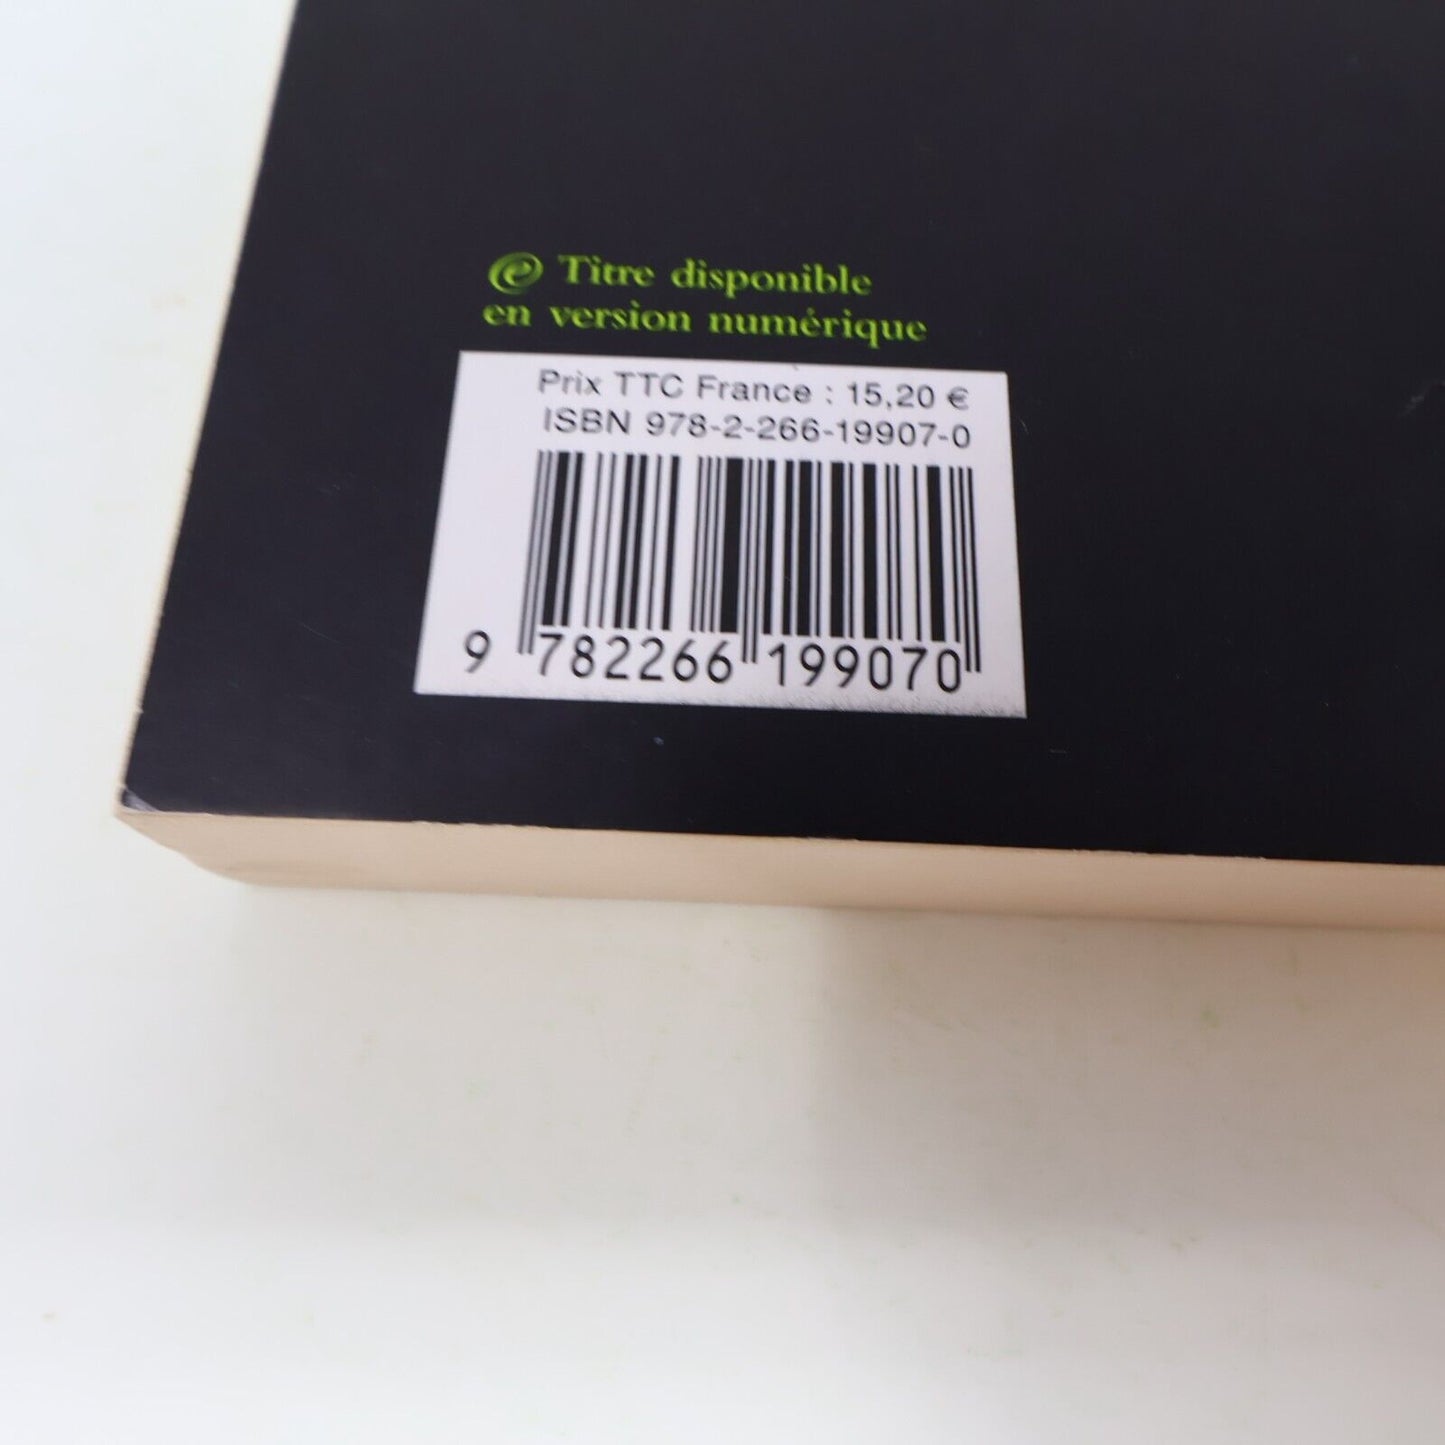 Titre disponible
en version numérique
Prix TTC France : 15,20 €
ISBN 978-2-266-19907-0
9 782266 199070